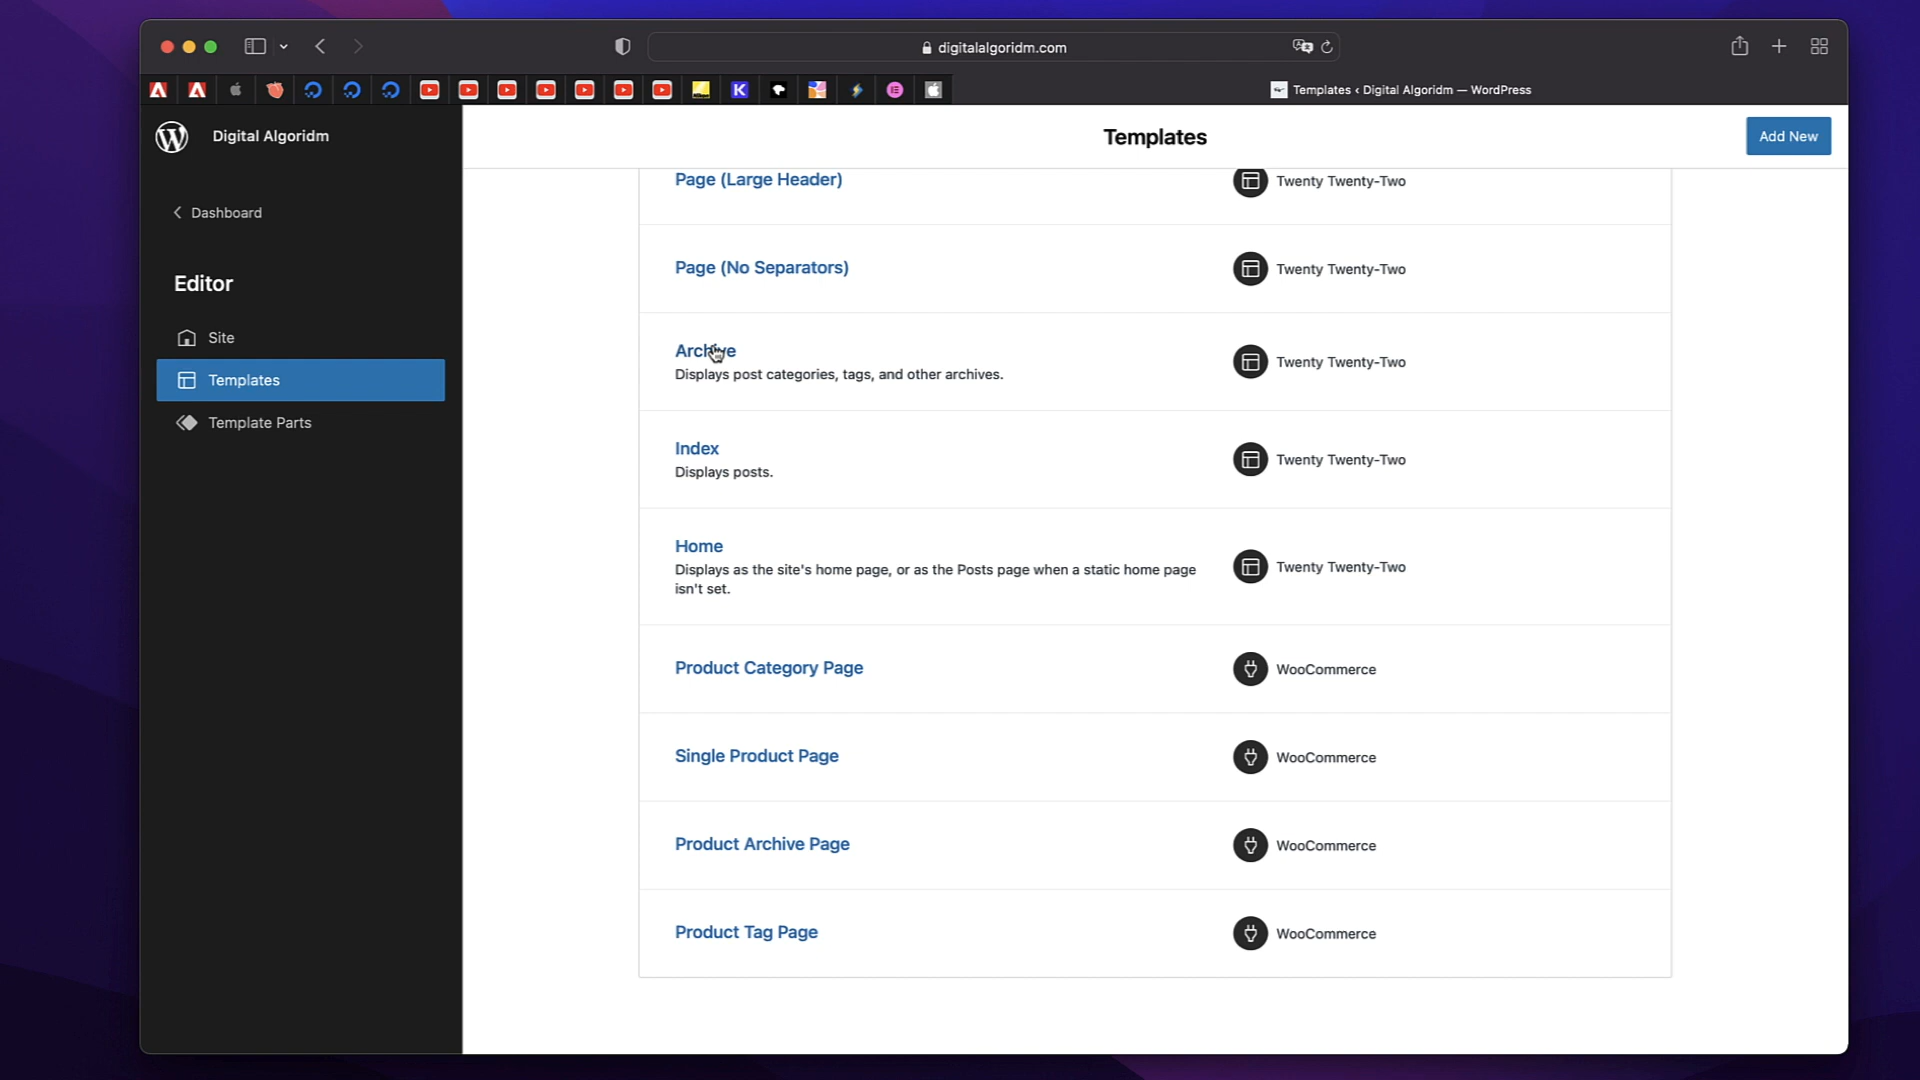 digitalalgoridm.com
Templates ‹ Digital Algoridm — WordPress
Digital Algoridm
Templates
Add New
Dashboard
Editor
Site
Templates
Template Parts
Page (Large Header)
Twenty Twenty-Two
Page (No Separators)
Twenty Twenty-Two
Archive
Displays post categories, tags, and other archives.
Twenty Twenty-Two
Index
Displays posts.
Twenty Twenty-Two
Home
Displays as the site's home page, or as the Posts page when a static home page
isn't set.
Twenty Twenty-Two
Product Category Page
WooCommerce
Single Product Page
WooCommerce
Product Archive Page
WooCommerce
Product Tag Page
WooCommerce